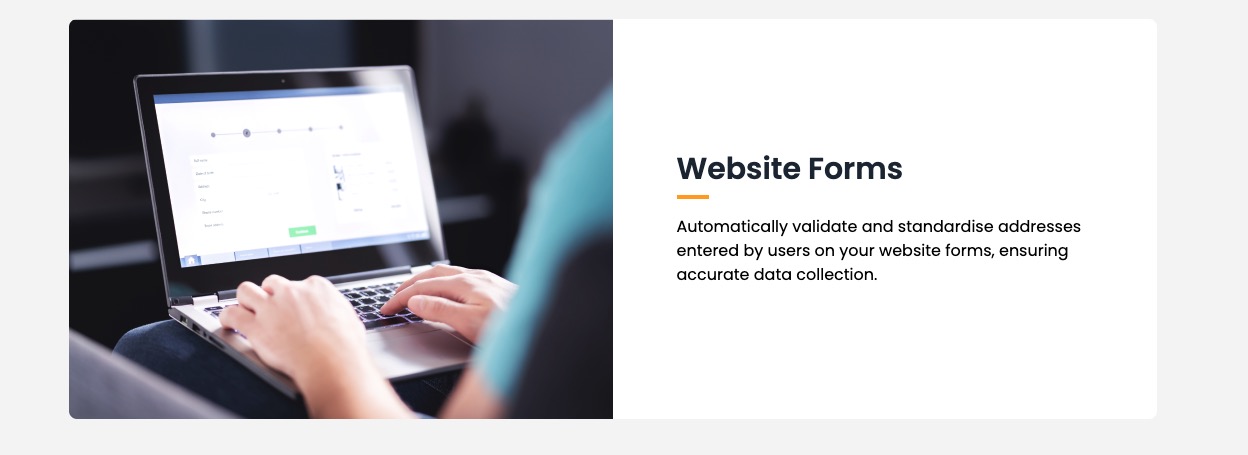 Website Forms
Automatically validate and standardise addresses
entered by users on your website forms, ensuring
accurate data collection.